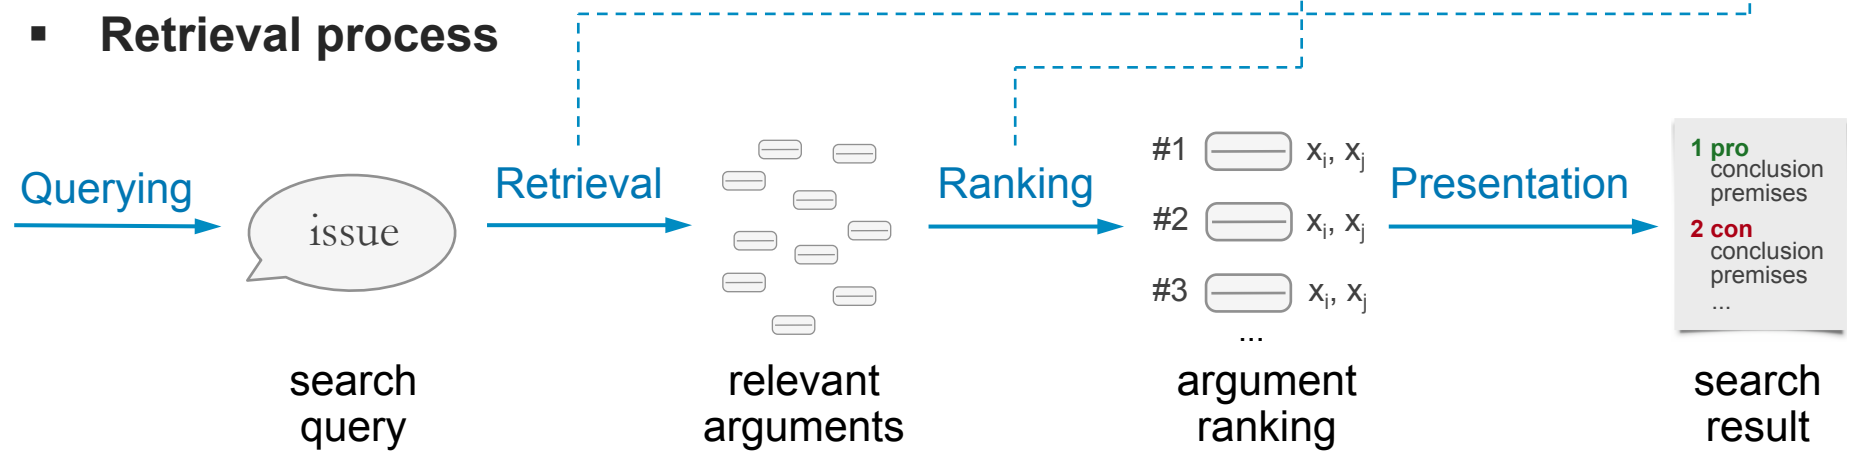 ▪ Retrieval process
Querying
issue
search
query
Retrieval
relevant
arguments
Ranking
#1 xi, xj
#2 xi, xj
#3 xi, xj
...
argument
ranking
Presentation
1 pro
conclusion
premises
2 con
conclusion
premises
...
search
result